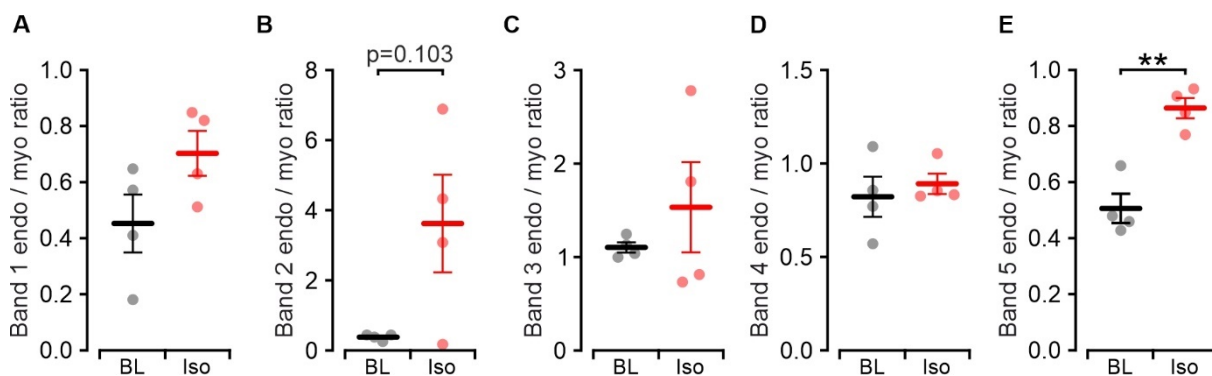 A
Band 1 endo / myo ratio
1.0
0.8
0.6
0.4
0.2
0.0
BL Iso
B
Band 2 endo / myo ratio
p=0.103
8
6
4
2
0
BL Iso
C
Band 3 endo / myo ratio
3
2
1
0
BL Iso
D
Band 4 endo / myo ratio
1.5
1.0
0.5
0.0
BL Iso
E
Band 5 endo / myo ratio
**
1.0
0.8
0.6
0.4
0.2
0.0
BL Iso